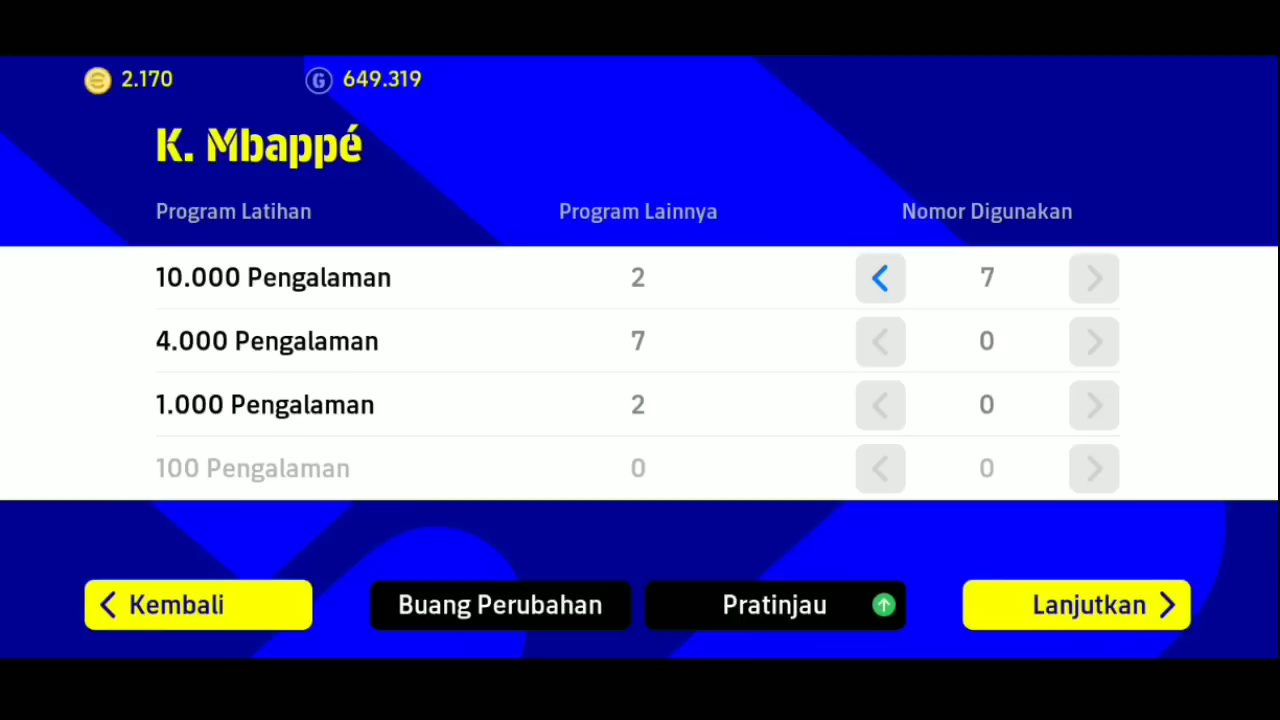 2.170 G 649.319
K. Mbappé
Program Latihan Program Lainnya Nomor Digunakan
10.000 Pengalaman 2 7
4.000 Pengalaman 7 0
1.000 Pengalaman 2 0
100 Pengalaman 0 0
Kembali Buang Perubahan Pratinjau Lanjutkan